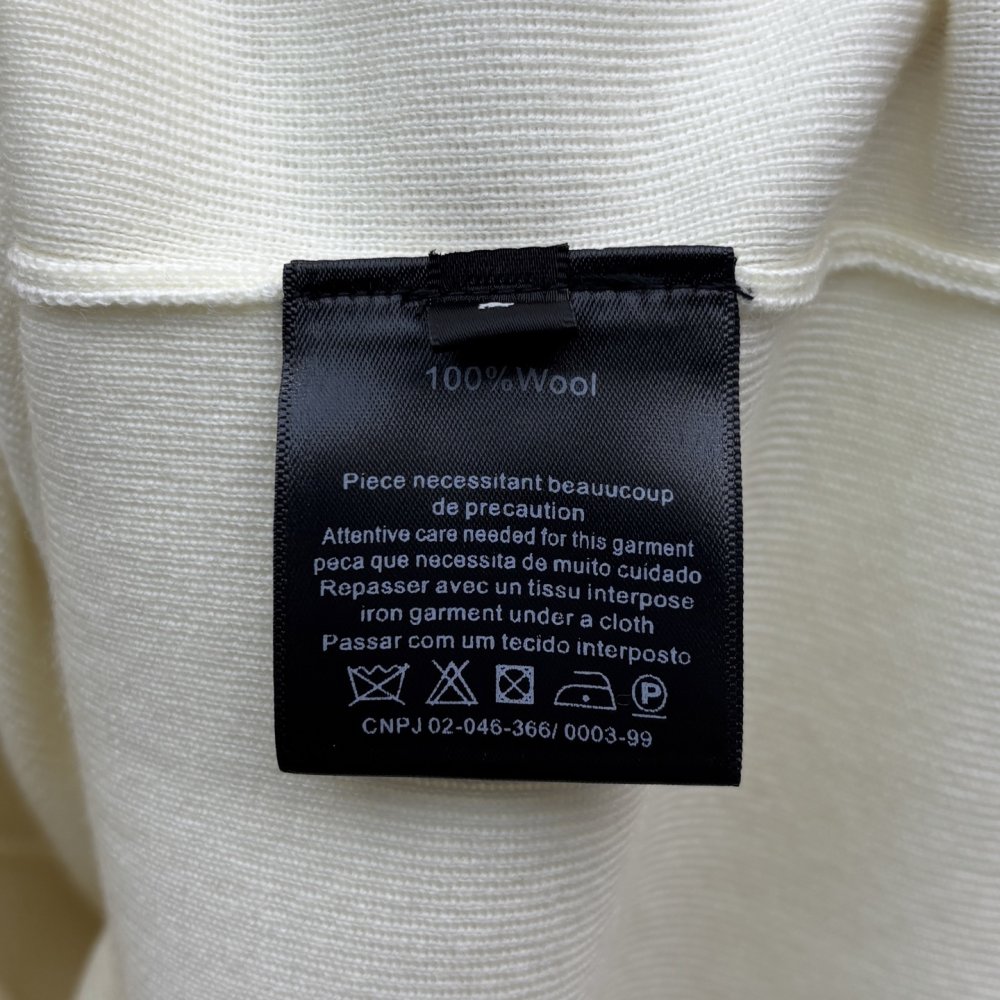 100%Wool
Piece necessitant beauucoup
de precaution
Attentive care needed for this garment
peca que necessita de muito cuidado
Repasser avec un tissu interpose
iron garment under a cloth
Passar com um tecido interposto
P
CNPJ 02-046-366/ 0003-99